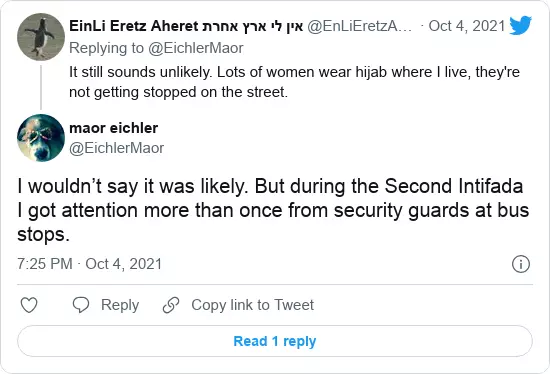 EinLi Eretz Aheret אין לי ארץ אחרת @EnLiEretzA… · Oct 4, 2021
Replying to @EichlerMaor
It still sounds unlikely. Lots of women wear hijab where I live, they're
not getting stopped on the street.
maor eichler
@EichlerMaor
I wouldn’t say it was likely. But during the Second Intifada
I got attention more than once from security guards at bus
stops.
7:25 PM · Oct 4, 2021
Reply Copy link to Tweet
Read 1 reply